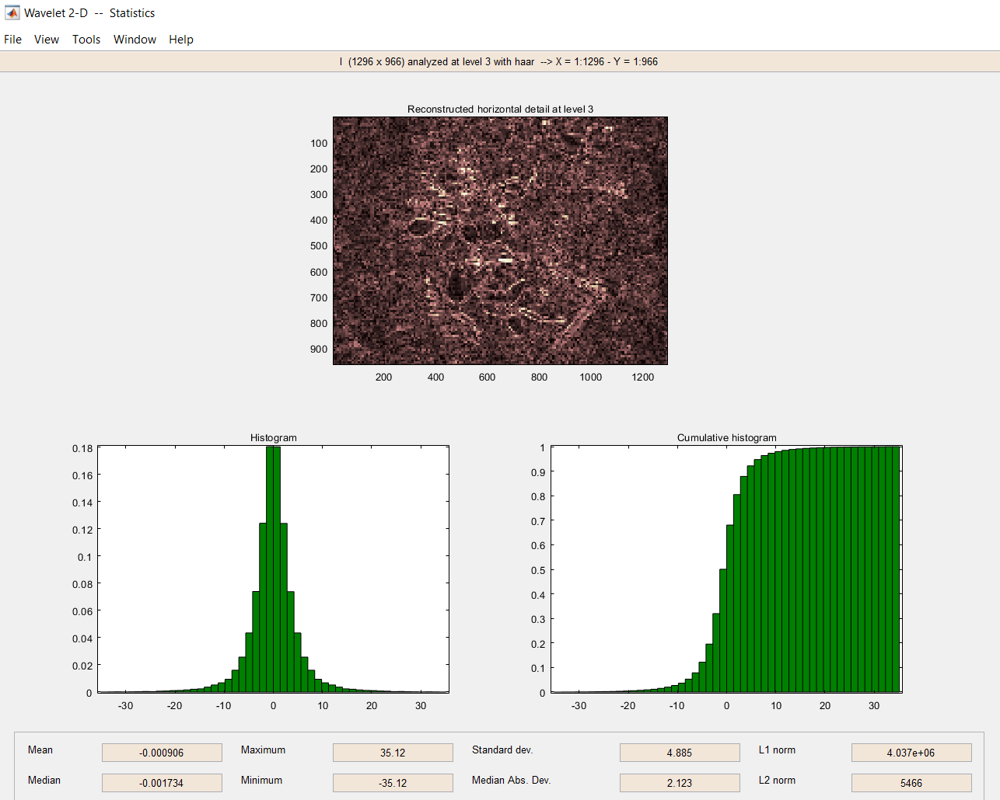 Wavelet 2-D  --  Statistics
File View Tools Window Help
I  (1296 x 966) analyzed at level 3 with haar  --> X = 1:1296 - Y = 1:966
Reconstructed horizontal detail at level 3
100
200
300
400
500
600
700
800
900
200 400 600 800 1000 1200
Histogram
0.18
0.16
0.14
0.12
0.1
0.08
0.06
0.04
0.02
0
-30 -20 -10 0 10 20 30
Cumulative histogram
1
0.9
0.8
0.7
0.6
0.5
0.4
0.3
0.2
0.1
0
-30 -20 -10 0 10 20 30
Mean -0.000906 Maximum 35.12 Standard dev. 4.885 L1 norm 4.037e+06
Median -0.001734 Minimum -35.12 Median Abs. Dev. 2.123 L2 norm 5466